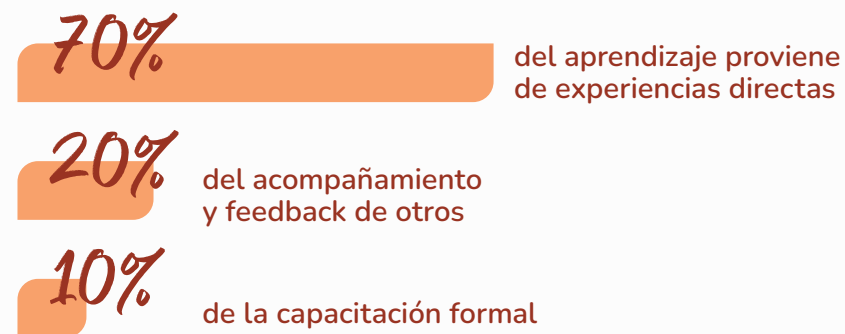 70%
del aprendizaje proviene
de experiencias directas
20%
del acompañamiento
y feedback de otros
10%
de la capacitación formal